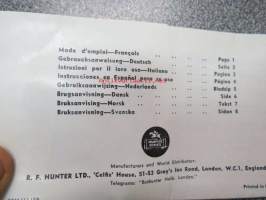 Mode d'emploi—Français .. .. .. Page 1
Gebrauchsanweisung—Deutsch .. .. Seite 2
Istruzioni per il loro uso—Italiano .. Pagina 3
Instrucciones en Español para su uso .. Pagina 4
Gebruiksaanwijzing—Nederlands .. Bladzij 5
Brugsanvisning—Dansk .. .. .. Side 6
Bruksanvisning—Norsk .. .. .. Tekst 7
Bruksanvisning—Svenska .. .. .. Sidan 8
Manufacturers and World Distributors
R. F. HUNTER LTD. 'Celfix' House, 51-53 Gray's Inn Road, London, W.C.1, England
Telegrams: London
Printed in